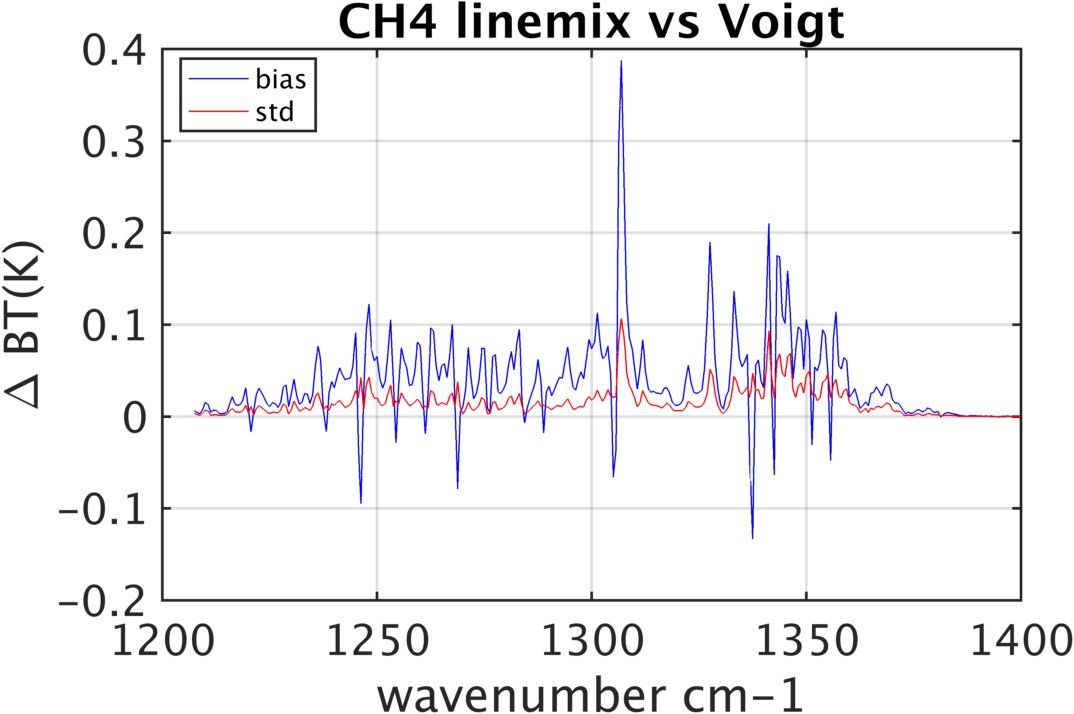 CH4 linemix vs Voigt
0.4
0.3
0.2
0.1
0
-0.1
-0.2
bias
std
Δ BT(K)
1200
1250
1300
1350
1400
wavenumber cm-1